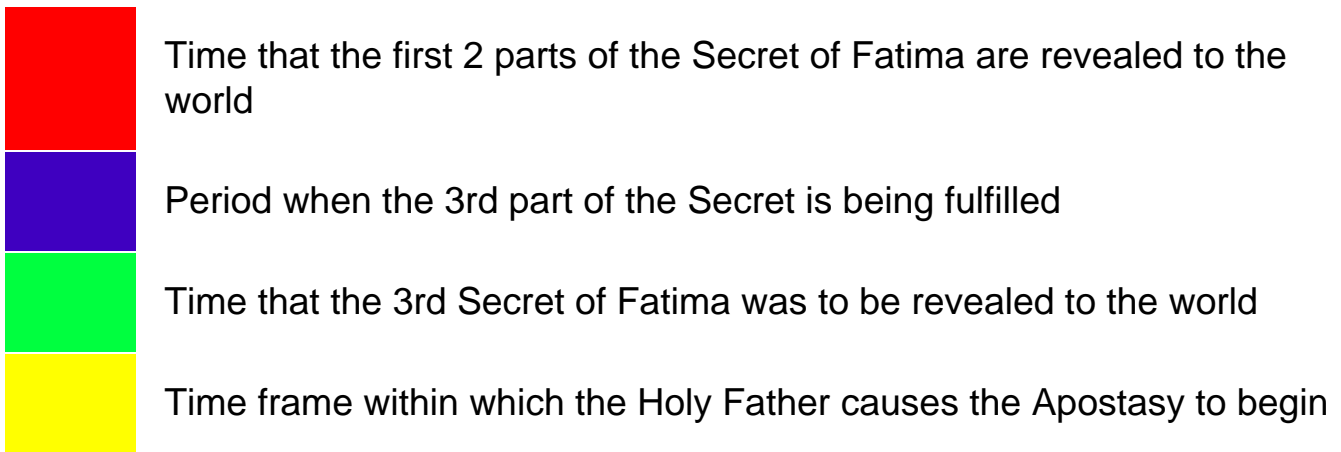 Time that the first 2 parts of the Secret of Fatima are revealed to the
world
Period when the 3rd part of the Secret is being fulfilled
Time that the 3rd Secret of Fatima was to be revealed to the world
Time frame within which the Holy Father causes the Apostasy to begin